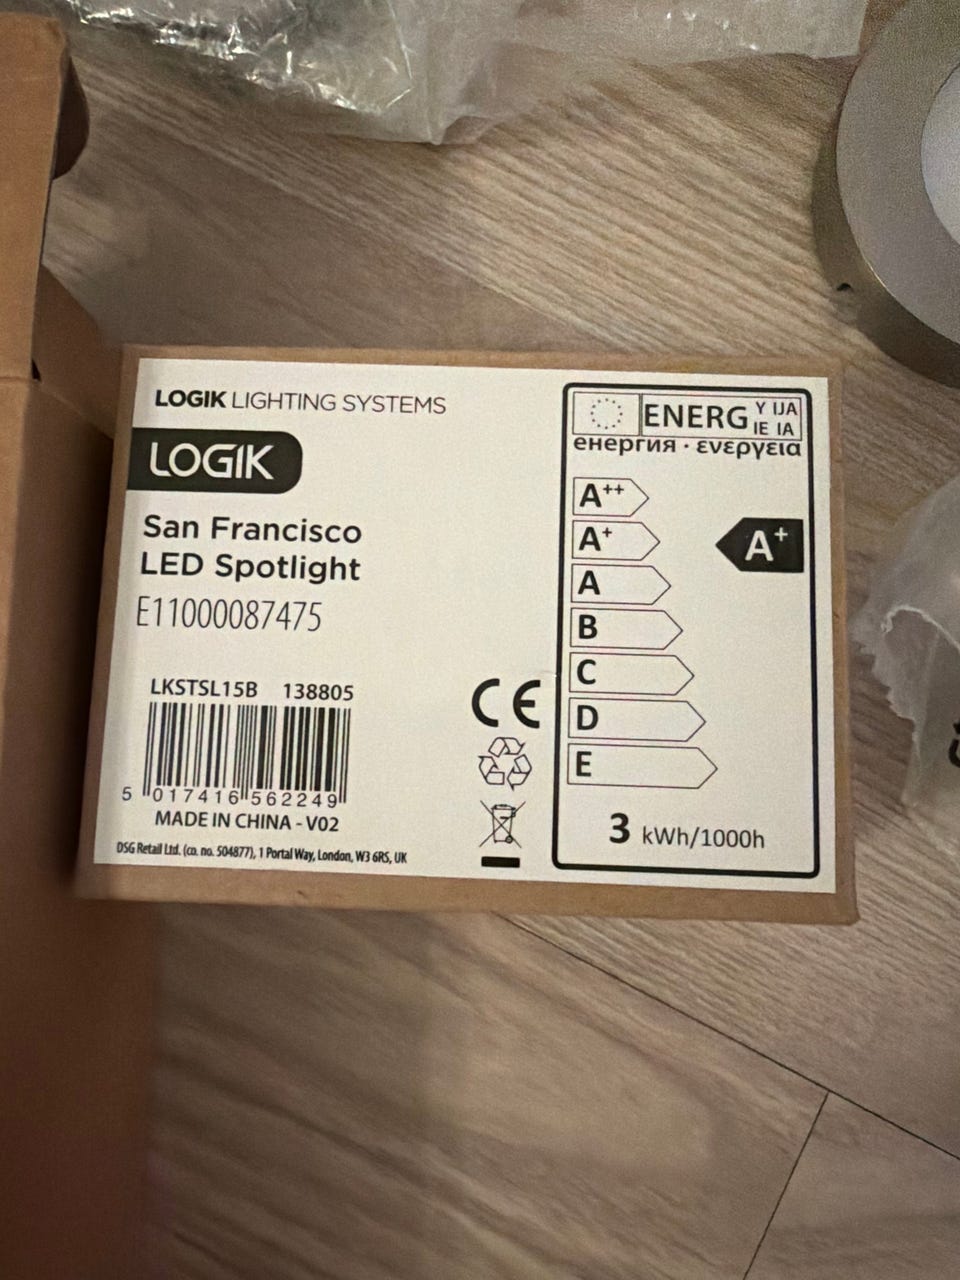 LOGIK LIGHTING SYSTEMS
LOGIK
San Francisco
LED Spotlight
E11000087475
LKSTSL15B 138805
5 017416 562249
MADE IN CHINA - V02
DSG Retail Ltd. (co. no. 504877), 1 Portal Way, London, W3 6RS, UK
CE
ENERG Y IJA
IE IA
енергия · ενεργεια
A++
A+
A+
A
B
C
D
E
3 kWh/1000h